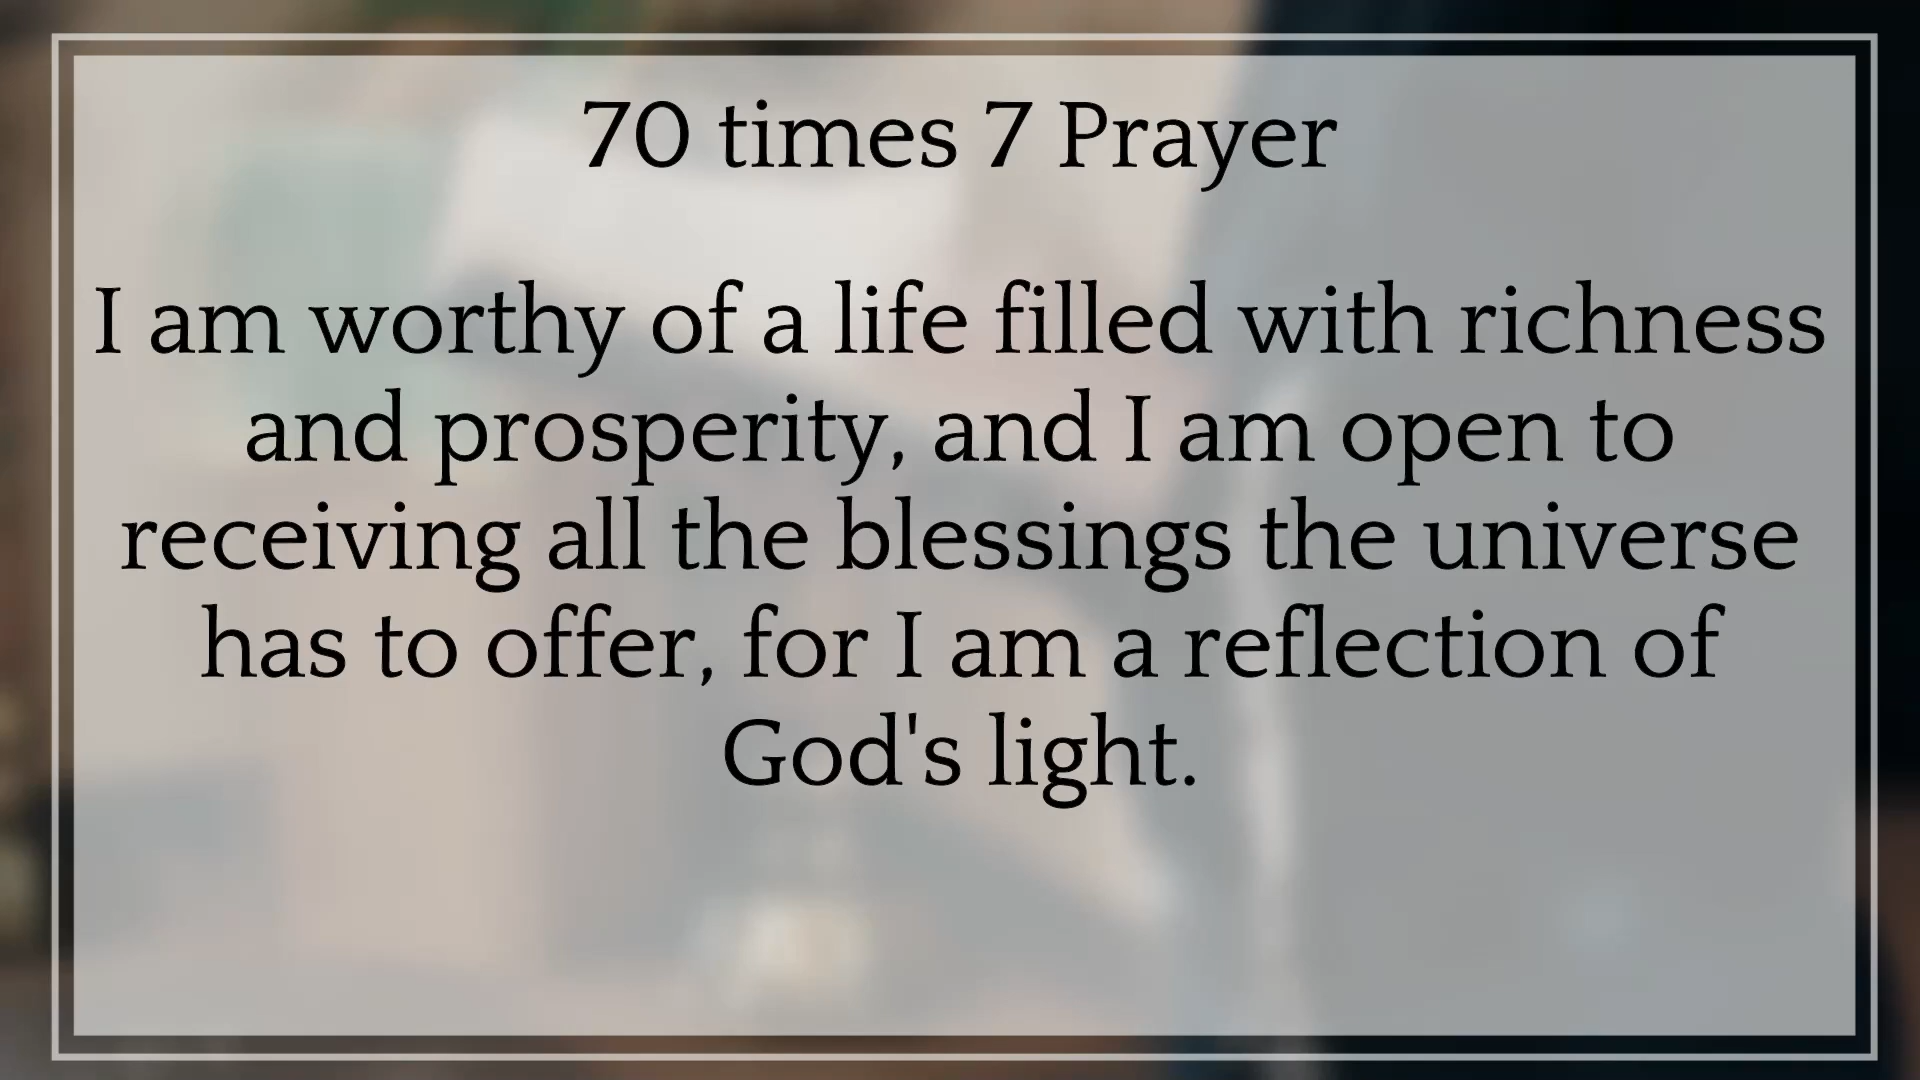 70 times 7 Prayer
I am worthy of a life filled with richness
and prosperity, and I am open to
receiving all the blessings the universe
has to offer, for I am a reflection of
God's light.